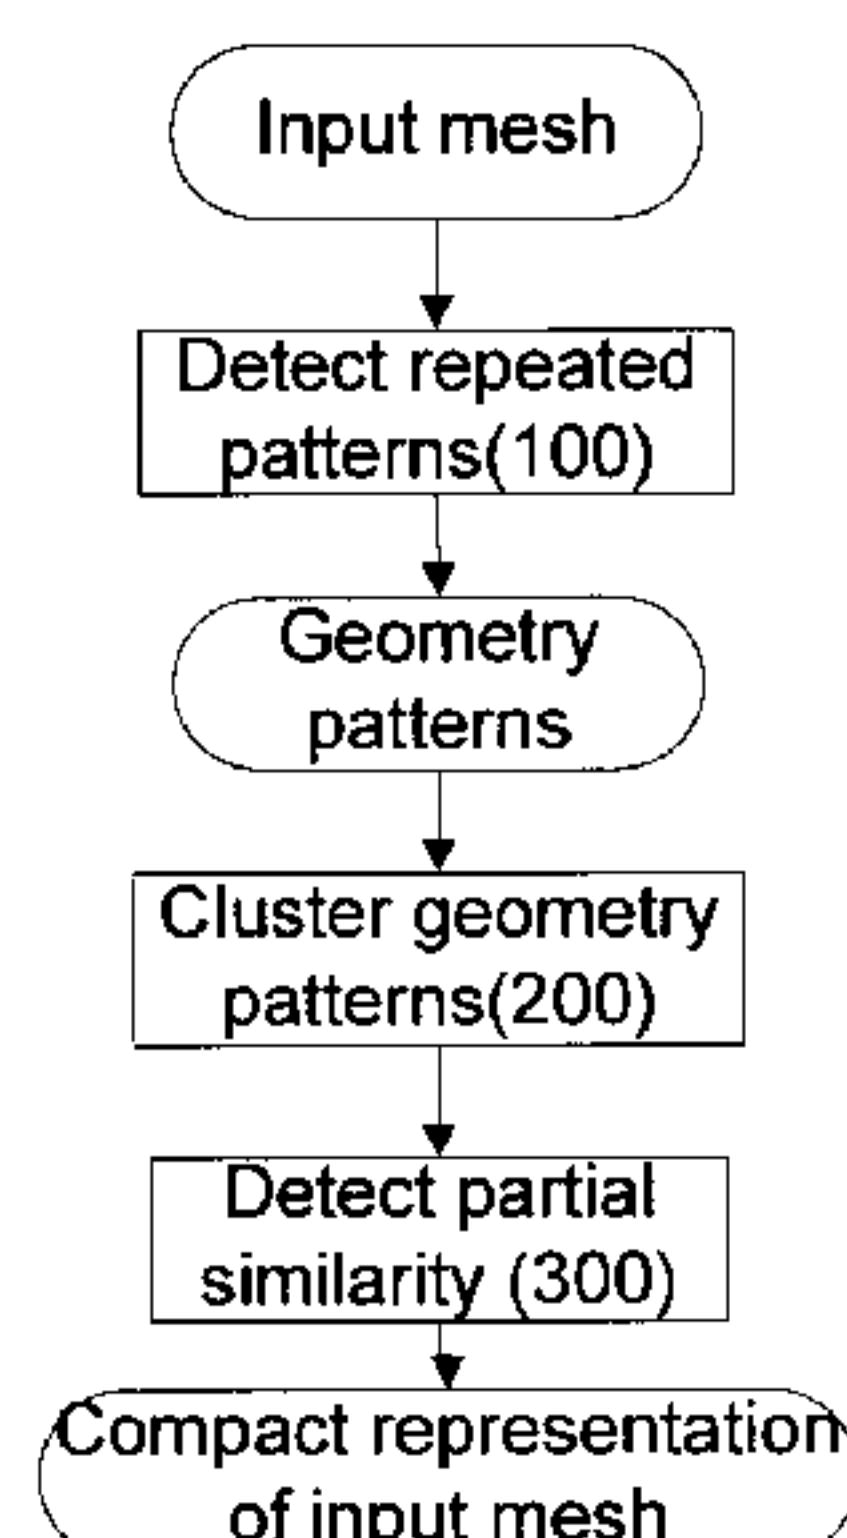 Input mesh
Detect repeated
patterns(100)
Geometry
patterns
Cluster geometry
patterns(200)
Detect partial
similarity (300)
Compact representation
of input mesh